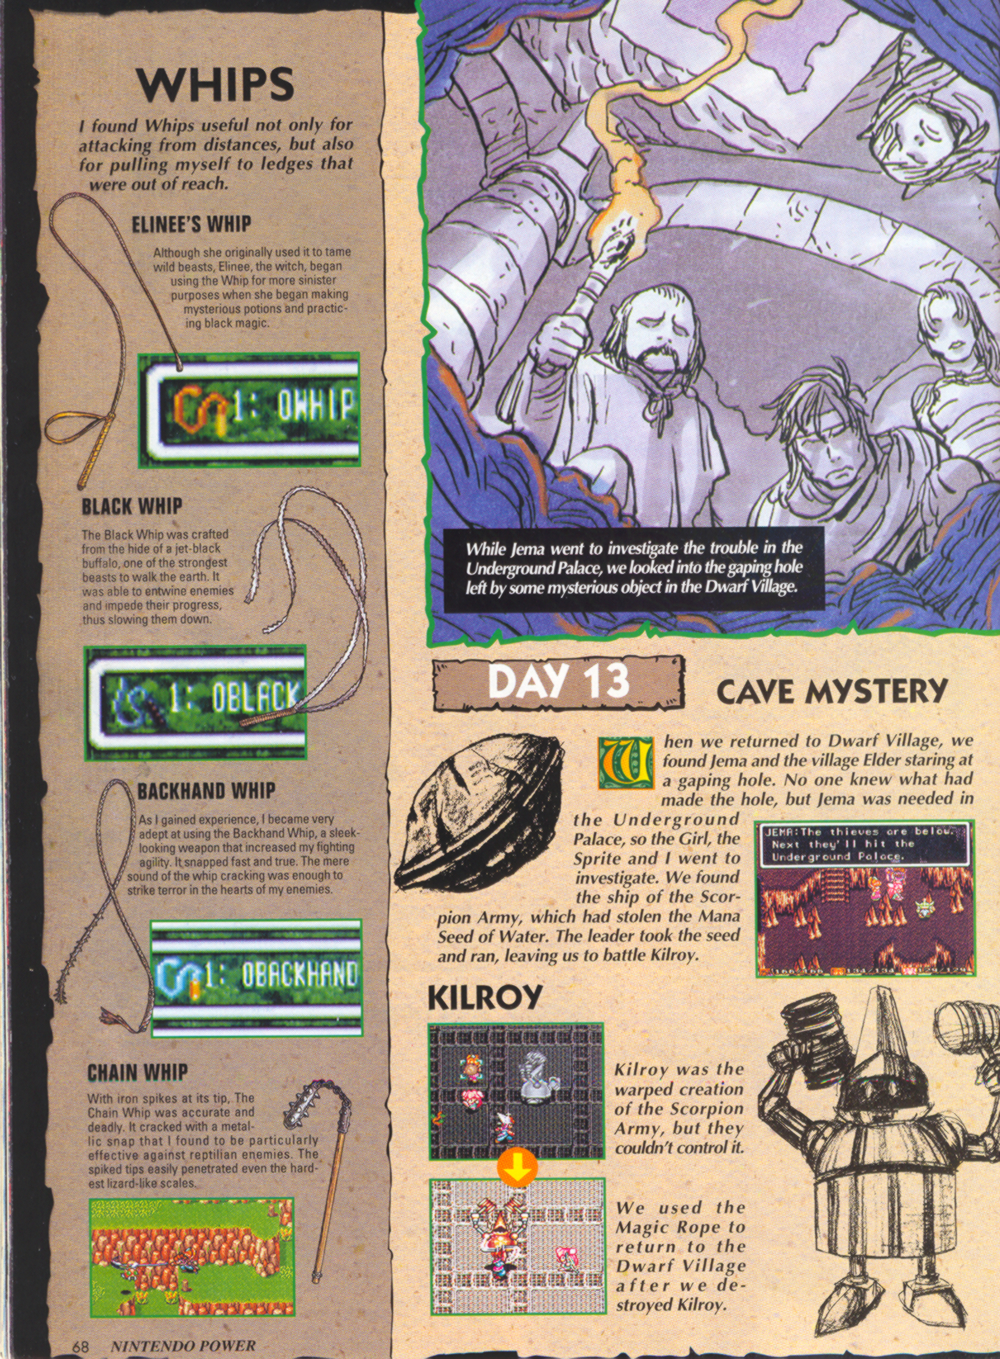 WHIPS
I found Whips useful not only for
attacking from distances, but also
for pulling myself to ledges that
were out of reach.
ELINEE'S WHIP
Although she originally used it to tame
wild beasts, Elinee, the witch, began
using the Whip for more sinister
purposes when she began making
mysterious potions and practic-
ing black magic.
1: 0WHIP
BLACK WHIP
The Black Whip was crafted
from the hide of a jet-black
buffalo, one of the strongest
beasts to walk the earth. It
was able to entwine enemies
and impede their progress,
thus slowing them down.
1: 0BLACK
BACKHAND WHIP
As I gained experience, I became very
adept at using the Backhand Whip, a sleek-
looking weapon that increased my fighting
agility. It snapped fast and true. The mere
sound of the whip cracking was enough to
strike terror in the hearts of my enemies.
1: 0BACKHAND
CHAIN WHIP
With iron spikes at its tip, The
Chain Whip was accurate and
deadly. It cracked with a metal-
lic snap that I found to be particularly
effective against reptilian enemies. The
spiked tips easily penetrated even the hard-
est lizard-like scales.
68 NINTENDO POWER
While Jema went to investigate the trouble in the
Underground Palace, we looked into the gaping hole
left by some mysterious object in the Dwarf Village.
DAY 13
CAVE MYSTERY
When we returned to Dwarf Village, we
found Jema and the village Elder staring at
a gaping hole. No one knew what had
made the hole, but Jema was needed in
the Underground
Palace, so the Girl, the
Sprite and I went to
investigate. We found
the ship of the Scor-
pion Army, which had stolen the Mana
Seed of Water. The leader took the seed
and ran, leaving us to battle Kilroy.
JEMA:The thieves are below.
Next they'll hit the
Underground Palace.
166/166 134/134 129/129
KILROY
Kilroy was the
warped creation
of the Scorpion
Army, but they
couldn't control it.
We used the
Magic Rope to
return to the
Dwarf Village
after we de-
stroyed Kilroy.